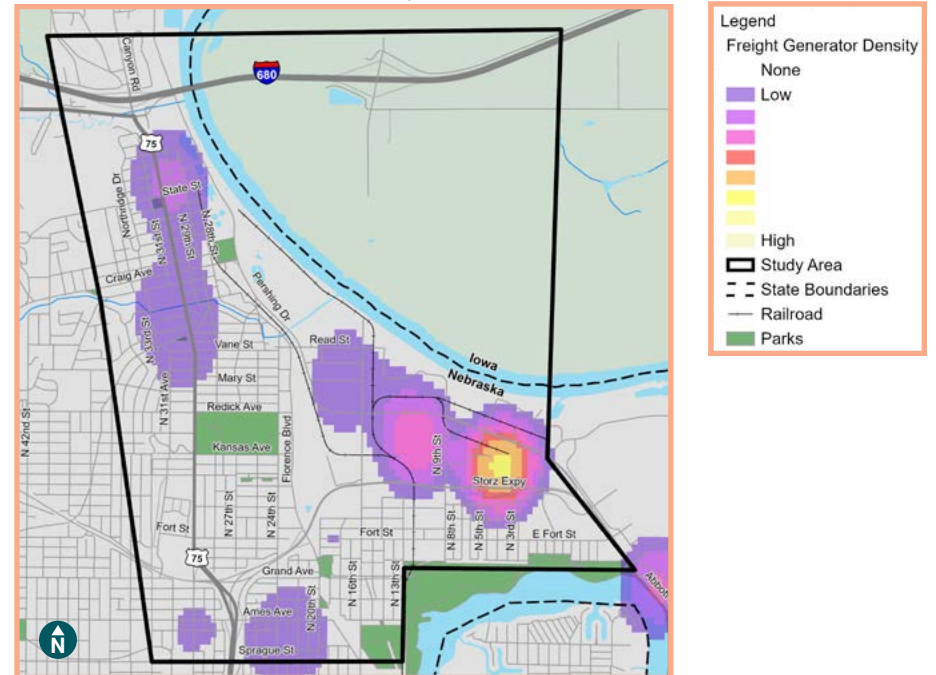 Canyon Rd
680
75
State St
Northridge Dr
N 31st St
N 29th St
N 28th St
Craig Ave
Pershing Dr
N 33rd St
Vane St
Read St
Iowa
Nebraska
Mary St
N 31st Ave
Redick Ave
N 42nd St
Kansas Ave
Florence Blvd
N 9th St
Storz Expy
N 27th St
N 24th St
Fort St
Fort St
N 8th St
N 5th St
N 3rd St
E Fort St
75
Grand Ave
N 16th St
N 13th St
Abbott
Ames Ave
N 20th St
Sprague St
N
Legend
Freight Generator Density
None
Low
High
Study Area
State Boundaries
Railroad
Parks